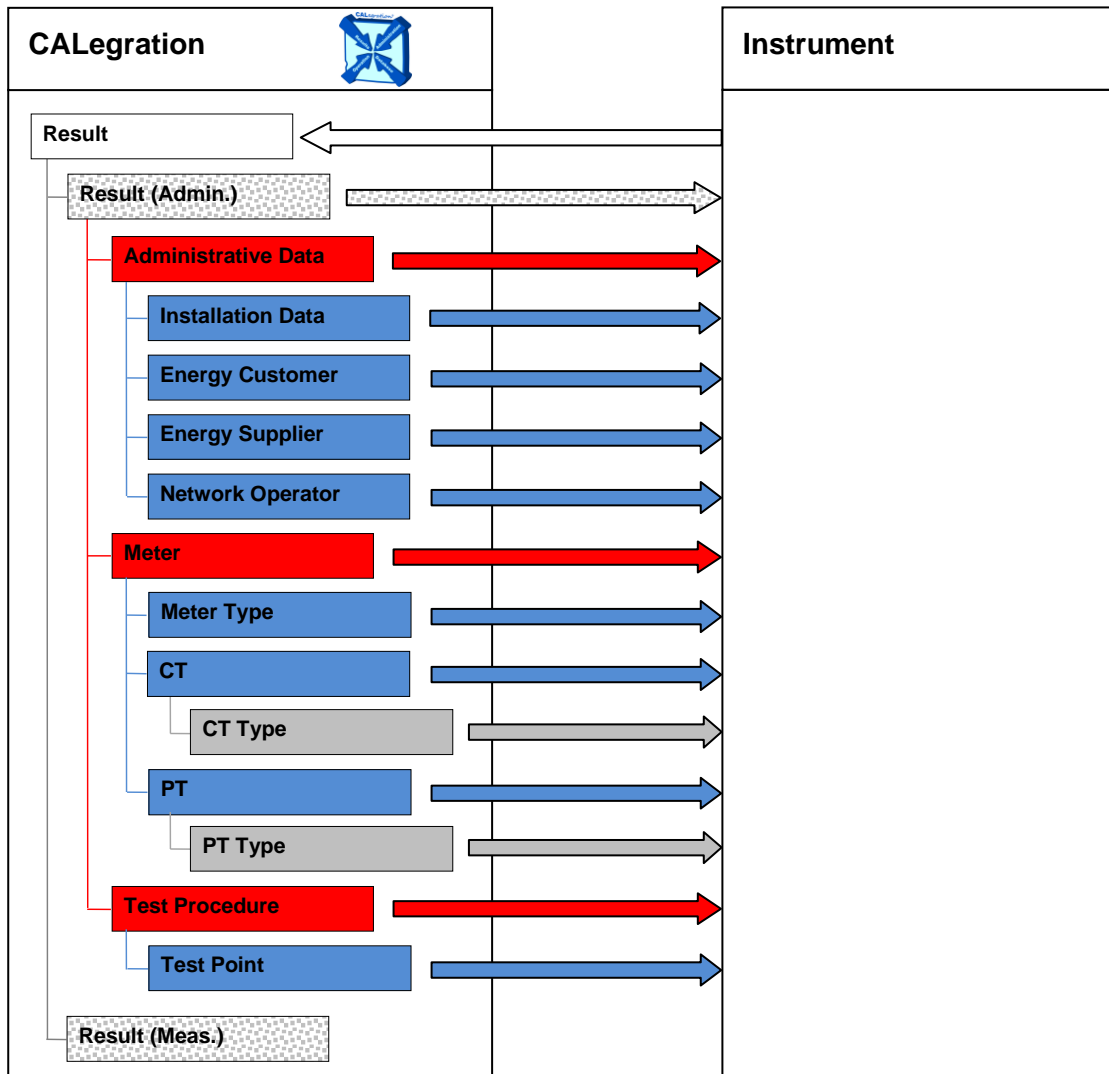 CALegration
Instrument
Result
Result (Admin.)
Administrative Data
Installation Data
Energy Customer
Energy Supplier
Network Operator
Meter
Meter Type
CT
CT Type
PT
PT Type
Test Procedure
Test Point
Result (Meas.)